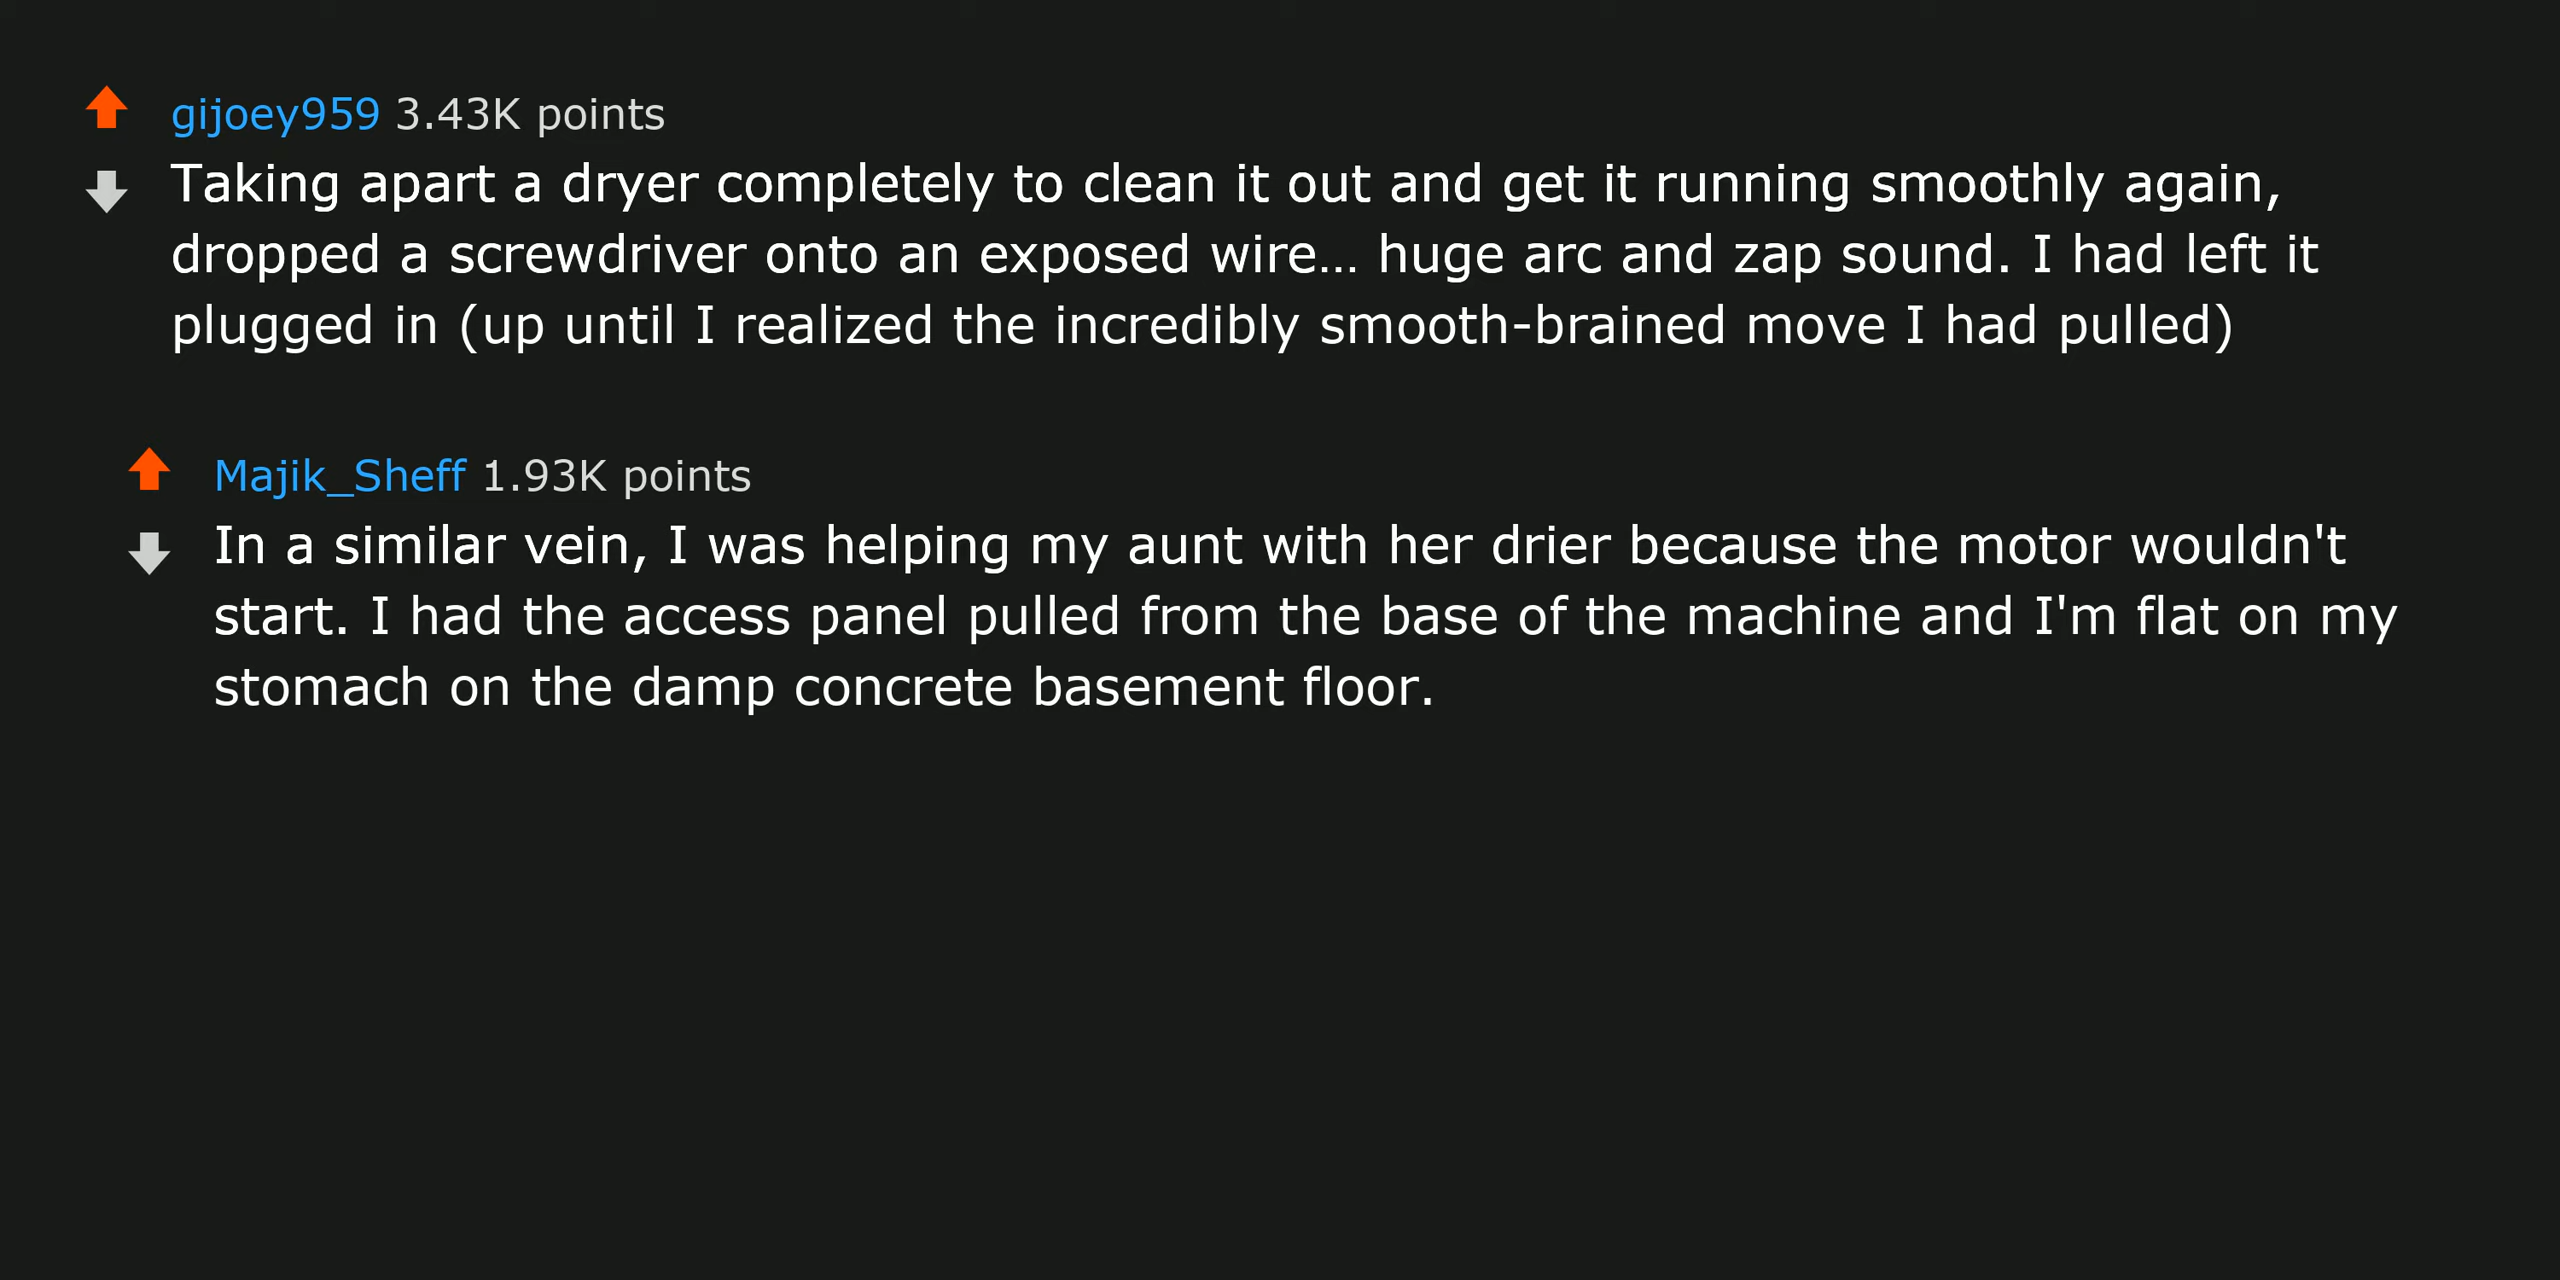 gijoey959 3.43K points
Taking apart a dryer completely to clean it out and get it running smoothly again,
dropped a screwdriver onto an exposed wire... huge arc and zap sound. I had left it
plugged in (up until I realized the incredibly smooth-brained move I had pulled)
Majik_Sheff 1.93K points
In a similar vein, I was helping my aunt with her drier because the motor wouldn't
start. I had the access panel pulled from the base of the machine and I'm flat on my
stomach on the damp concrete basement floor.